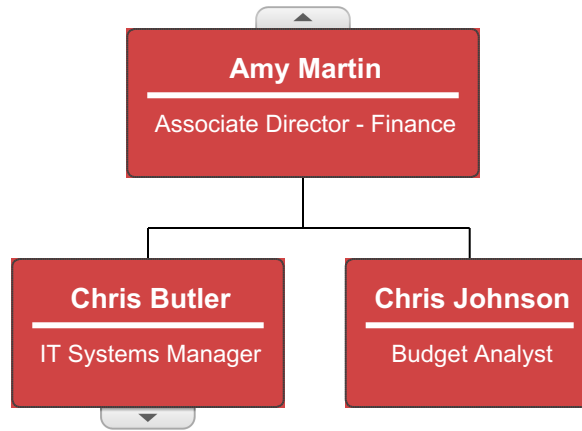 Amy Martin
Associate Director - Finance
Chris Butler
IT Systems Manager
Chris Johnson
Budget Analyst